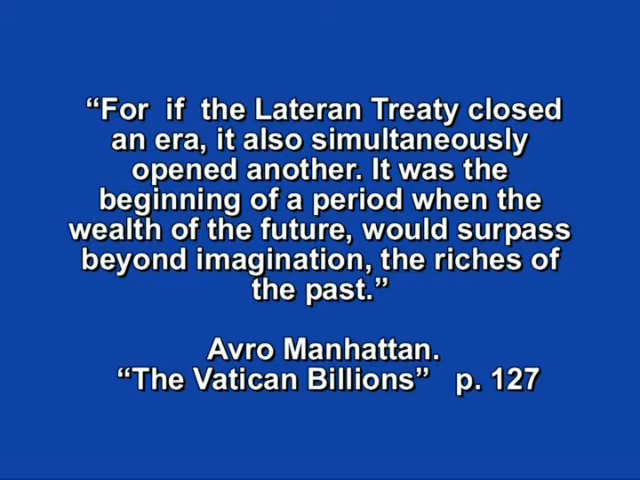 “For if the Lateran Treaty closed
an era, it also simultaneously
opened another. It was the
beginning of a period when the
wealth of the future, would surpass
beyond imagination, the riches of
the past.”
Avro Manhattan.
“The Vatican Billions” p. 127